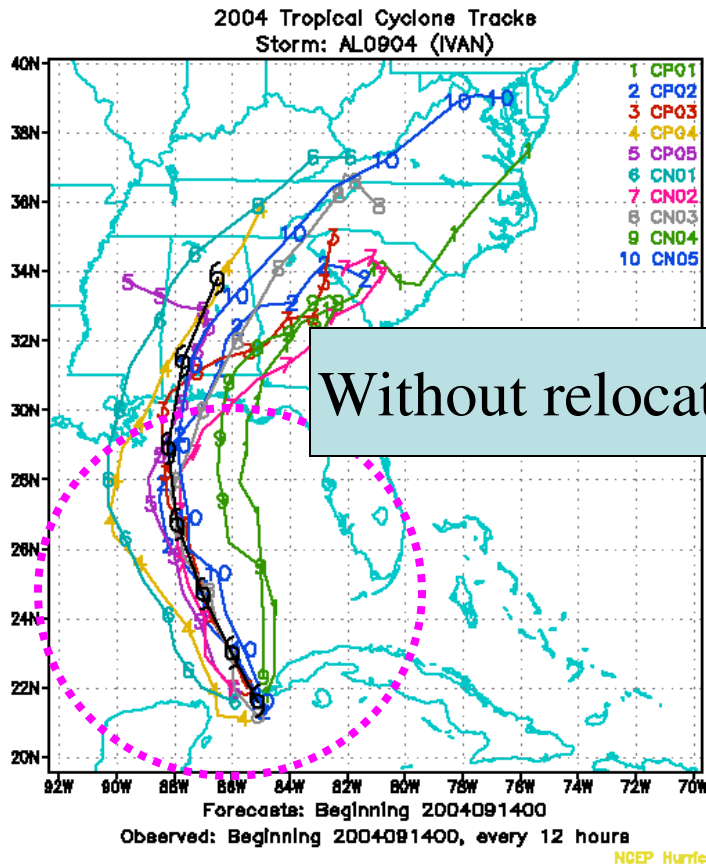 2004 Tropical Cyclone Tracks
Storm: AL0904 (IVAN)
40N
38N
36N
34N
32N
30N
28N
26N
24N
22N
20N
1 CP01
2 CP02
3 CP03
4 CP04
5 CP05
6 CN01
7 CN02
8 CN03
9 CN04
10 CN05
Without relocat
92W 90W 88W 86W 84W 82W 80W 78W 76W 74W 72W 70W
Forecasts: Beginning 2004091400
Observed: Beginning 2004091400, every 12 hours
NCEP Hurric